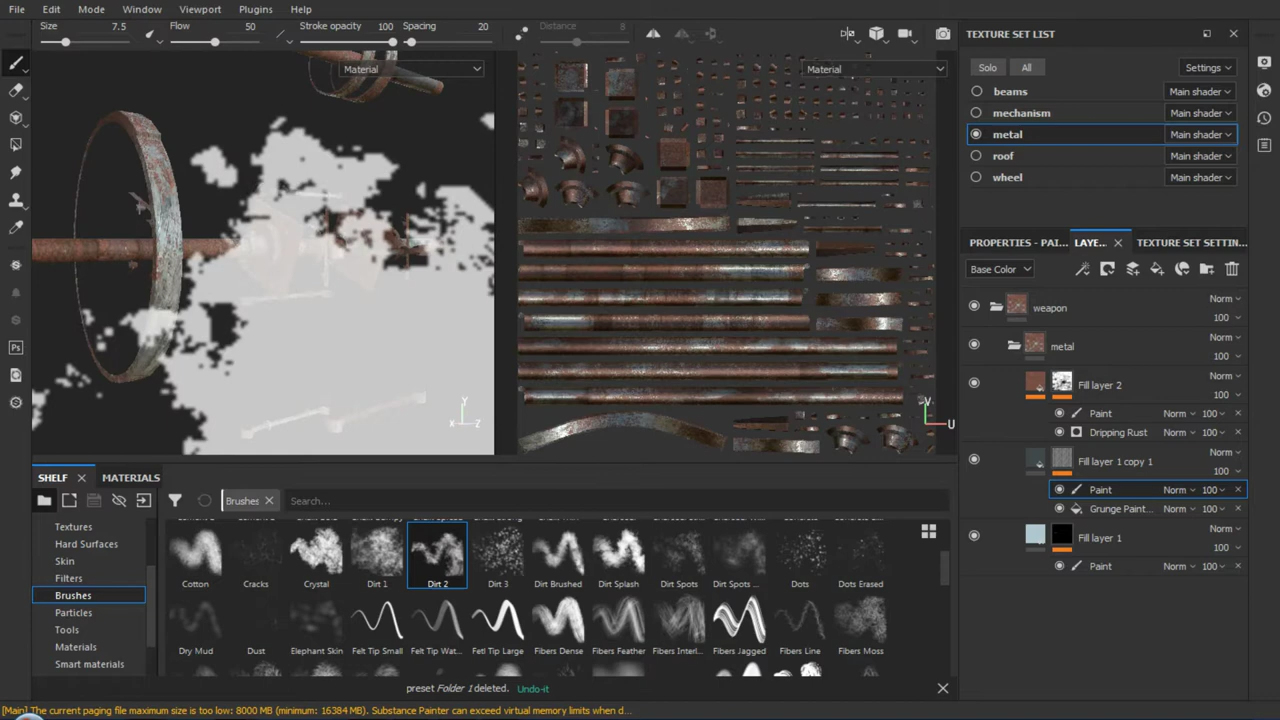 File Edit Mode Window Viewport Plugins Help
Size 7.5 Flow 50 Stroke opacity 100 Spacing 20 Distance 8
Material
Material
TEXTURE SET LIST
Solo All Settings
beams Main shader
mechanism Main shader
metal Main shader
roof Main shader
wheel Main shader
PROPERTIES - PAI... LAYE... TEXTURE SET SETTIN...
Base Color
weapon Norm 100
metal Norm 100
Fill layer 2 Norm 100
Paint Norm 100
Dripping Rust Norm 100
Fill layer 1 copy 1 Norm 100
Paint Norm 100
Grunge Paint... Norm 100
Fill layer 1 Norm 100
Paint Norm 100
Y
X Z
V
U
SHELF MATERIALS
Brushes Search...
Textures
Hard Surfaces
Skin
Filters
Brushes
Particles
Tools
Materials
Smart materials
Cotton Cracks Crystal Dirt 1 Dirt 2 Dirt 3 Dirt Brushed Dirt Splash Dirt Spots Dirt Spots ... Dots Dots Erased
Dry Mud Dust Elephant Skin Felt Tip Small Felt Tip Wat... Fetl Tip Large Fibers Dense Fibers Feather Fibers Interl... Fibers Jagged Fibers Line Fibers Moss
preset Folder 1 deleted. Undo-it
[Main] The current paging file maximum size is too low: 8000 MB (minimum: 16384 MB). Substance Painter can exceed virtual memory limits when d...
Ps